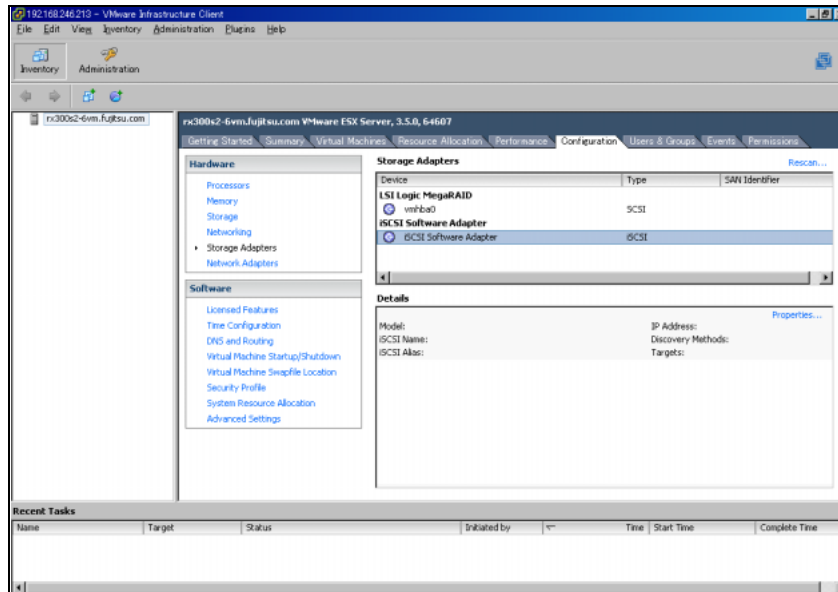 192.168.246.213 - VMware Infrastructure Client
File Edit View Inventory Administration Plugins Help
Inventory Administration
rx300s2-6vm.fujitsu.com
rx300s2-6vm.fujitsu.com VMware ESX Server, 3.5.0, 64607
Getting Started Summary Virtual Machines Resource Allocation Performance Configuration Users & Groups Events Permissions
Hardware
Processors
Memory
Storage
Networking
Storage Adapters
Network Adapters
Software
Licensed Features
Time Configuration
DNS and Routing
Virtual Machine Startup/Shutdown
Virtual Machine Swapfile Location
Security Profile
System Resource Allocation
Advanced Settings
Storage Adapters Rescan...
Device Type SAN Identifier
LSI Logic MegaRAID
vmhba0 SCSI
iSCSI Software Adapter
iSCSI Software Adapter iSCSI
Details
Properties...
Model: IP Address:
iSCSI Name: Discovery Methods:
iSCSI Alias: Targets:
Recent Tasks
Name Target Status Initiated by Time Start Time Complete Time